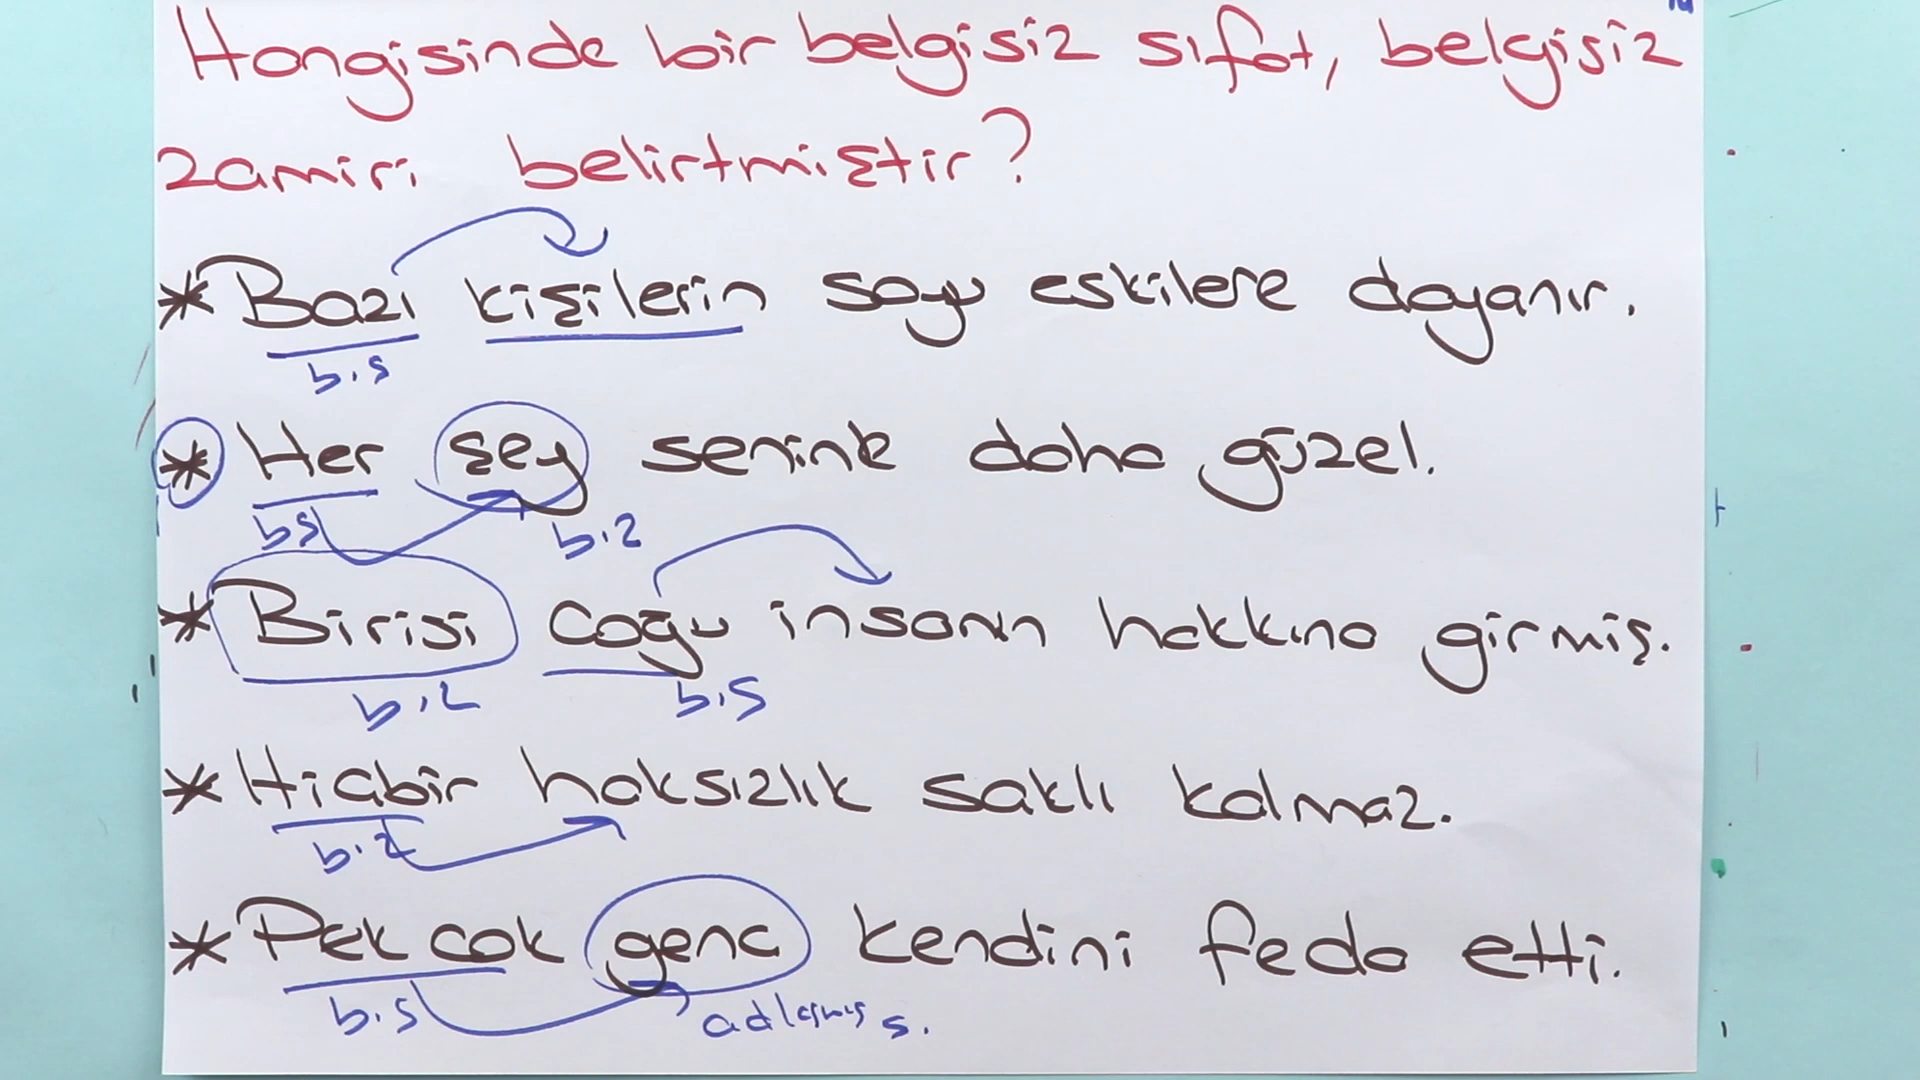 Hangisinde bir belgisiz sıfat, belgisiz
zamiri belirtmiştir?
* Bazı kişilerin soyu eskilere dayanır.
b.s
* Her şey seninle daha güzel.
bs b.z
* Birisi çoğu insanın hakkına girmiş.
b.z b.s
* Hiçbir haksızlık saklı kalmaz.
b.z
* Pek çok genç kendini feda etti.
b.s adlaşmış s.